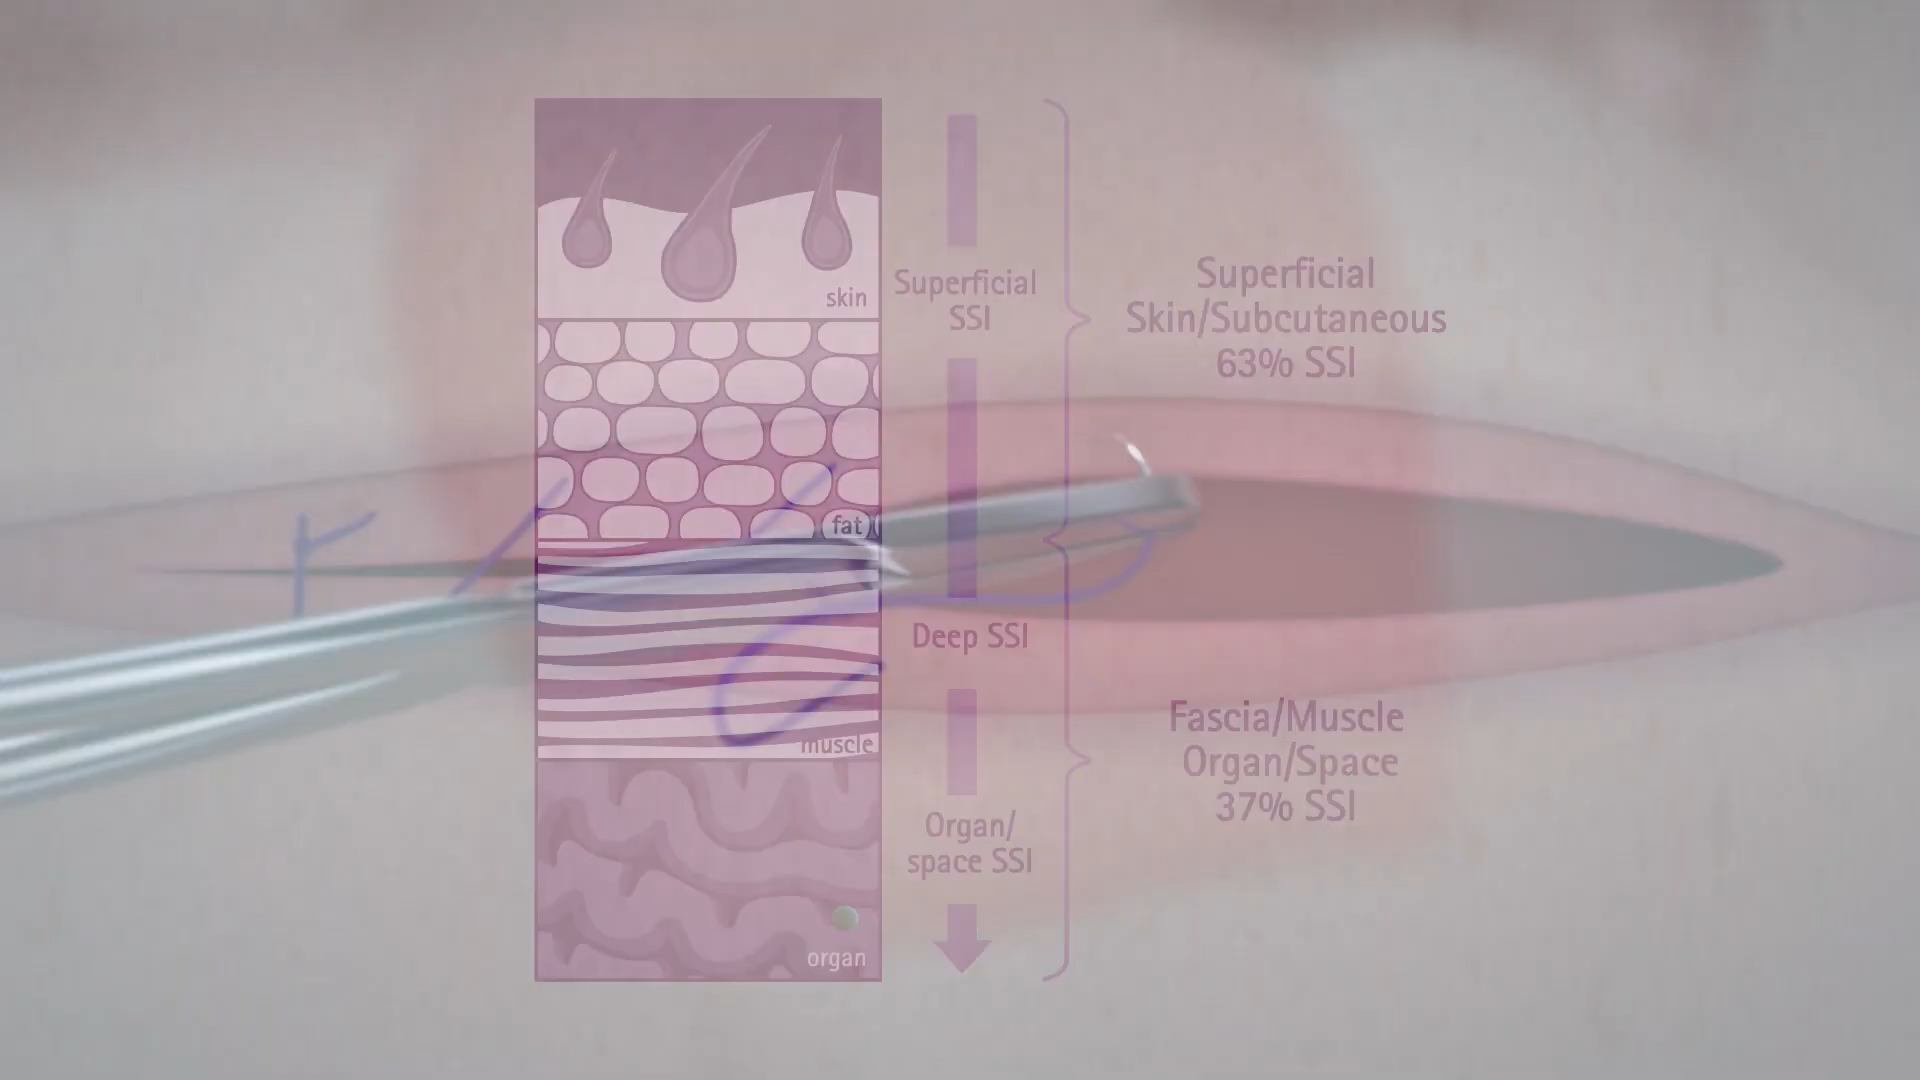 skin
fat
muscle
organ
Superficial
SSI
Deep SSI
Organ/
space SSI
Superficial
Skin/Subcutaneous
63% SSI
Fascia/Muscle
Organ/Space
37% SSI